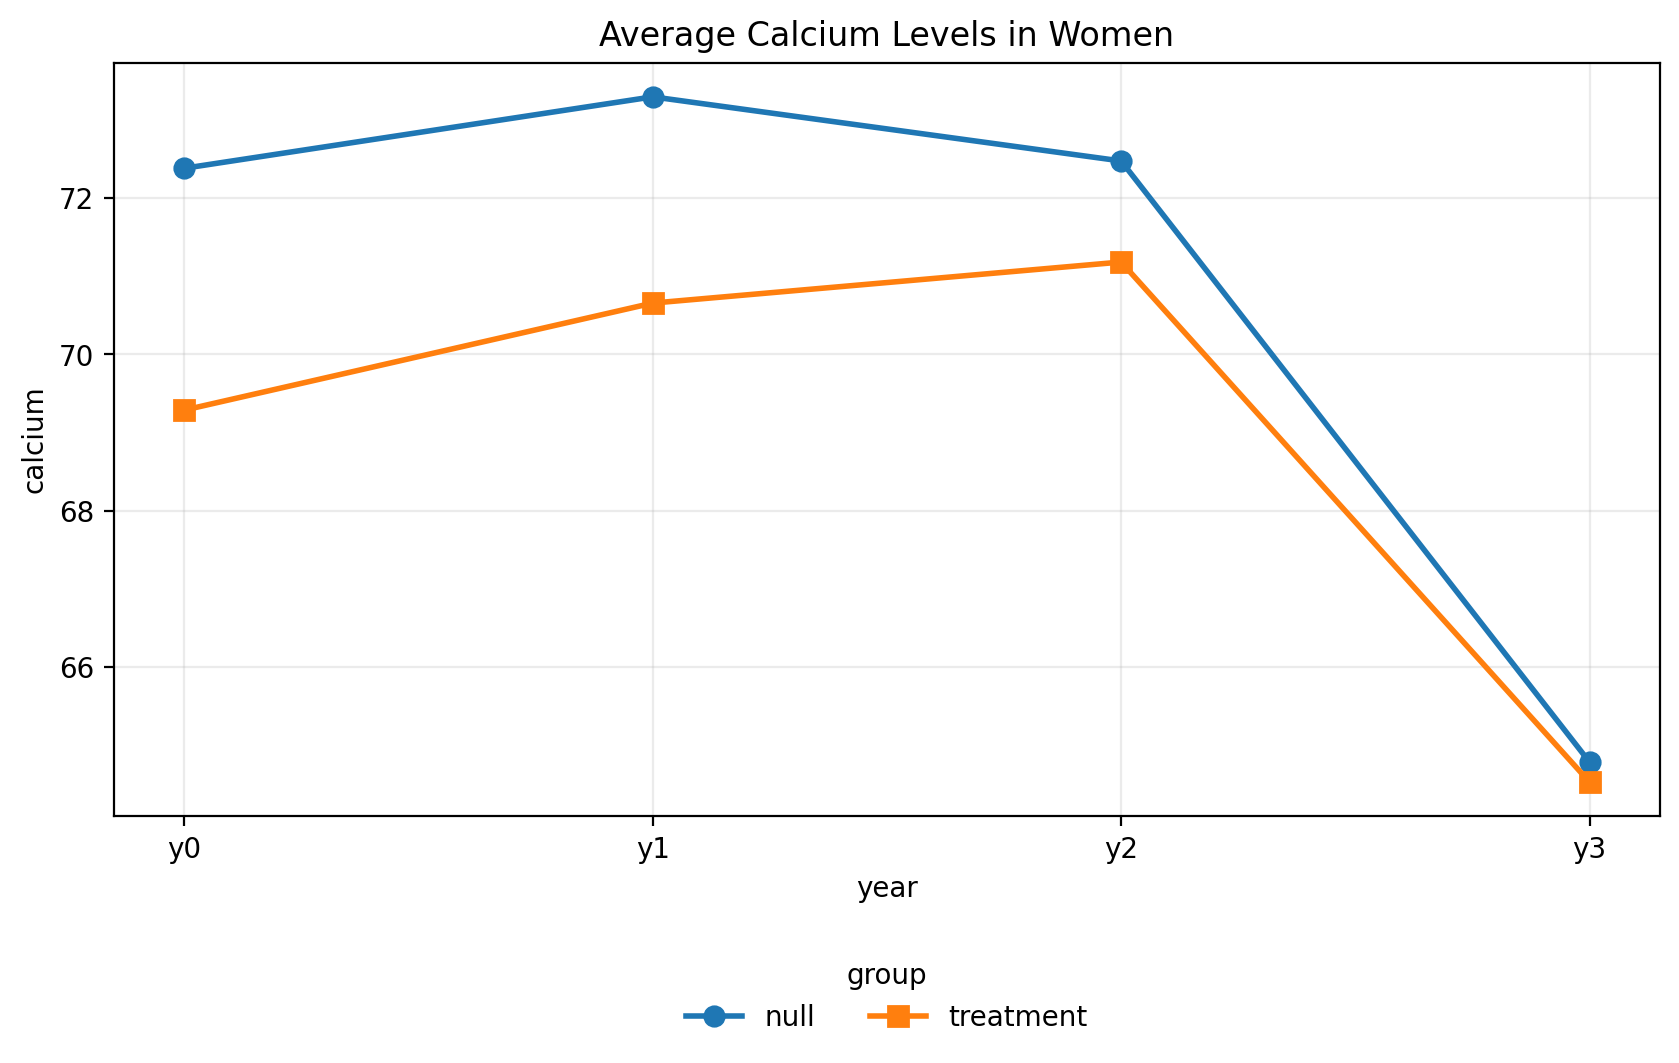 Average Calcium Levels in Women
calcium
72
70
68
66
y0 y1 y2 y3
year
group
null treatment